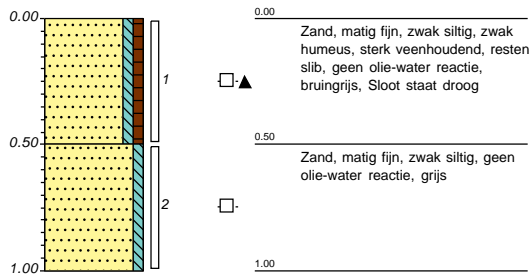 0.00
0.00
Zand, matig fijn, zwak siltig, zwak
humeus, sterk veenhoudend, resten
slib, geen olie-water reactie,
bruingrijs, Sloot staat droog
1
0.50
0.50
Zand, matig fijn, zwak siltig, geen
olie-water reactie, grijs
2
1.00
1.00